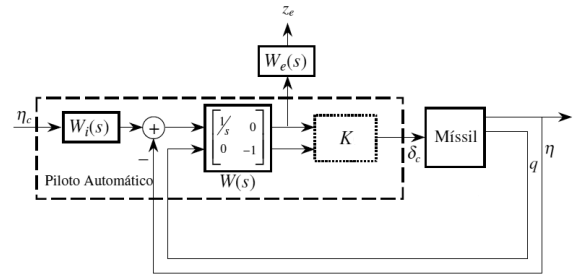 z_e
W_e(s)
η_c
W_i(s)
+
−
1/s 0
0 −1
W(s)
K
δ_c
Míssil
q
η
Piloto Automático